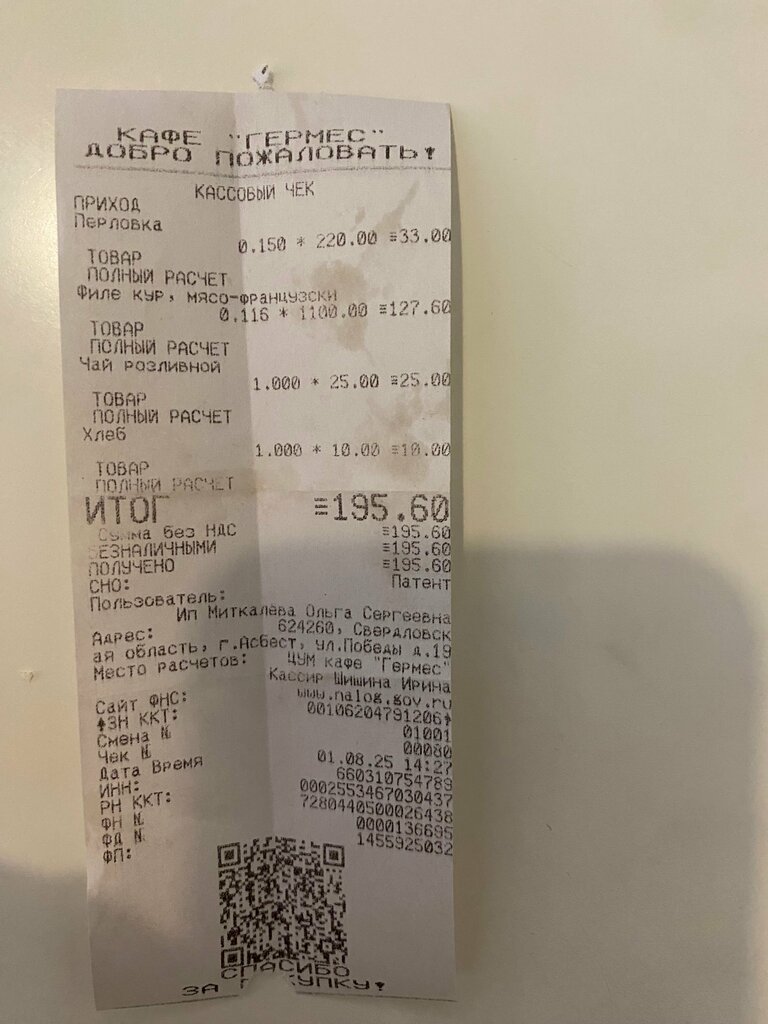 КАФЕ "ГЕРМЕС"
ДОБРО ПОЖАЛОВАТЬ!
КАССОВЫЙ ЧЕК
ПРИХОД
Перловка
0.150 * 220.00 ≡33.00
ТОВАР
ПОЛНЫЙ РАСЧЕТ
Филе кур, мясо-французски
0.116 * 1100.00 ≡127.60
ТОВАР
ПОЛНЫЙ РАСЧЕТ
Чай розливной
1.000 * 25.00 ≡25.00
ТОВАР
ПОЛНЫЙ РАСЧЕТ
Хлеб
1.000 * 10.00 ≡10.00
ТОВАР
ПОЛНЫЙ РАСЧЕТ
ИТОГ ≡195.60
Сумма без НДС ≡195.60
БЕЗНАЛИЧНЫМИ ≡195.60
ПОЛУЧЕНО ≡195.60
СНО: Патент
Пользователь:
Ип Миткалева Ольга Сергеевна
Адрес: 624260, Свердловск
ая область, г.Асбест, ул.Победы д.19
Место расчетов: ЦУМ кафе "Гермес"
Кассир Шишина Ирина
Сайт ФНС: www.nalog.gov.ru
ЗН ККТ: 00106204791206
Смена № 01001
Чек № 00080
Дата Время 01.08.25 14:27
ИНН: 660310754789
РН ККТ: 0002553467030437
ФН № 7280440500026438
ФД № 0000136695
ФП: 1455925032
СПАСИБО
ЗА ПОКУПКУ!